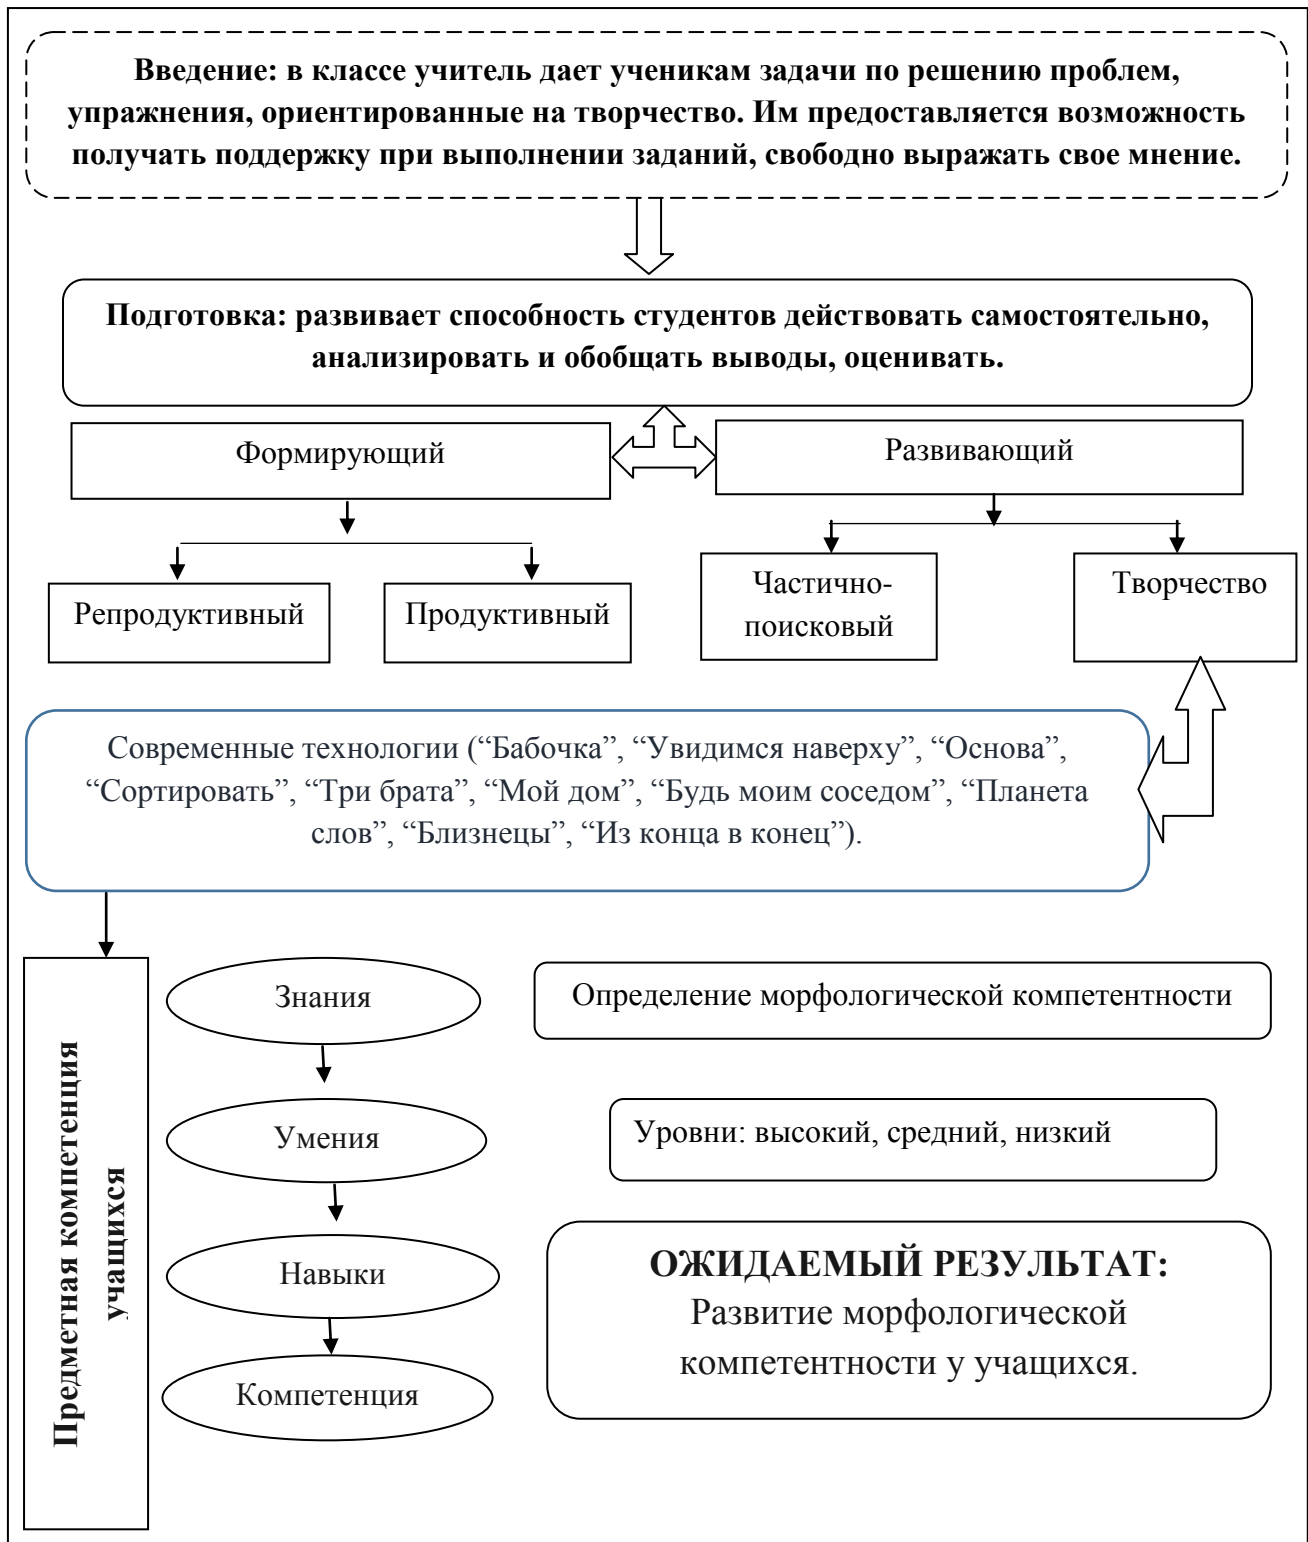 Введение: в классе учитель дает ученикам задачи по решению проблем,
упражнения, ориентированные на творчество. Им предоставляется возможность
получать поддержку при выполнении заданий, свободно выражать свое мнение.
Подготовка: развивает способность студентов действовать самостоятельно,
анализировать и обобщать выводы, оценивать.
Формирующий
Развивающий
Репродуктивный
Продуктивный
Частично-
поисковый
Творчество
Современные технологии (“Бабочка”, “Увидимся наверху”, “Основа”,
“Сортировать”, “Три брата”, “Мой дом”, “Будь моим соседом”, “Планета
слов”, “Близнецы”, “Из конца в конец”).
Предметная компетенция
учащихся
Знания
Умения
Навыки
Компетенция
Определение морфологической компетентности
Уровни: высокий, средний, низкий
ОЖИДАЕМЫЙ РЕЗУЛЬТАТ:
Развитие морфологической
компетентности у учащихся.